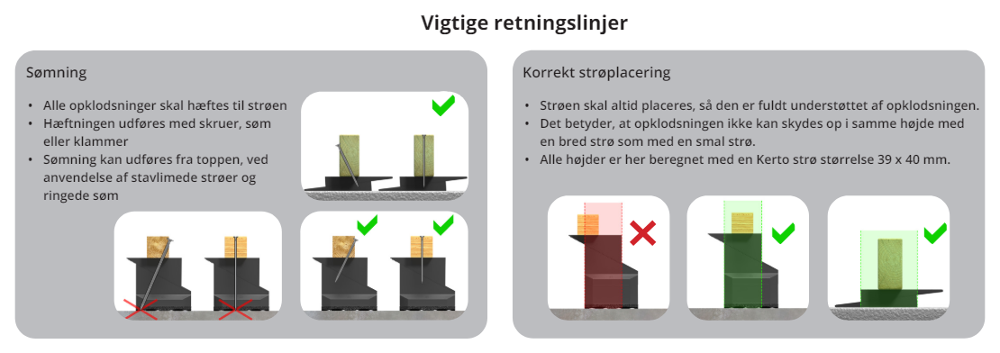 Vigtige retningslinjer
Sømning
• Alle opklodsninger skal hæftes til strøen
• Hæftningen udføres med skruer, søm
eller klammer
• Sømning kan udføres fra toppen, ved
anvendelse af stavlimede strøer og
ringede søm
Korrekt strøplacering
• Strøen skal altid placeres, så den er fuldt understøttet af opklodsningen.
• Det betyder, at opklodsningen ikke kan skydes op i samme højde med
en bred strø som med en smal strø.
• Alle højder er her beregnet med en Kerto strø størrelse 39 x 40 mm.